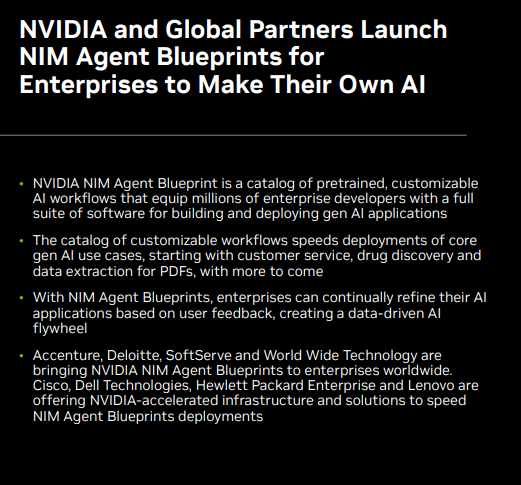 NVIDIA and Global Partners Launch
NIM Agent Blueprints for
Enterprises to Make Their Own AI
• NVIDIA NIM Agent Blueprint is a catalog of pretrained, customizable
AI workflows that equip millions of enterprise developers with a full
suite of software for building and deploying gen AI applications
• The catalog of customizable workflows speeds deployments of core
gen AI use cases, starting with customer service, drug discovery and
data extraction for PDFs, with more to come
• With NIM Agent Blueprints, enterprises can continually refine their AI
applications based on user feedback, creating a data-driven AI
flywheel
• Accenture, Deloitte, SoftServe and World Wide Technology are
bringing NVIDIA NIM Agent Blueprints to enterprises worldwide.
Cisco, Dell Technologies, Hewlett Packard Enterprise and Lenovo are
offering NVIDIA-accelerated infrastructure and solutions to speed
NIM Agent Blueprints deployments